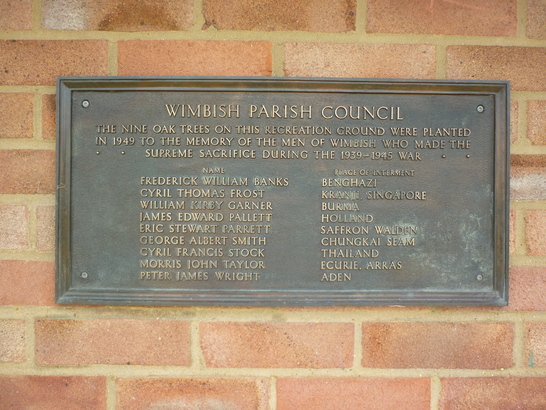 WIMBISH PARISH COUNCIL
THE NINE OAK TREES ON THIS RECREATION GROUND WERE PLANTED
IN 1949 TO THE MEMORY OF THE MEN OF WIMBISH WHO MADE THE
SUPREME SACRIFICE DURING THE 1939-1945 WAR
NAME PLACE OF INTERMENT
FREDERICK WILLIAM BANKS BENGHAZI
CYRIL THOMAS FROST KRANJI SINGAPORE
WILLIAM KIRBY GARNER BURMA
JAMES EDWARD PALLETT HOLLAND
ERIC STEWART PARRETT SAFFRON WALDEN
GEORGE ALBERT SMITH CHUNGKAI SEAM
CYRIL FRANCIS STOCK THAILAND
MORRIS JOHN TAYLOR ECURIE, ARRAS
PETER JAMES WRIGHT ADEN